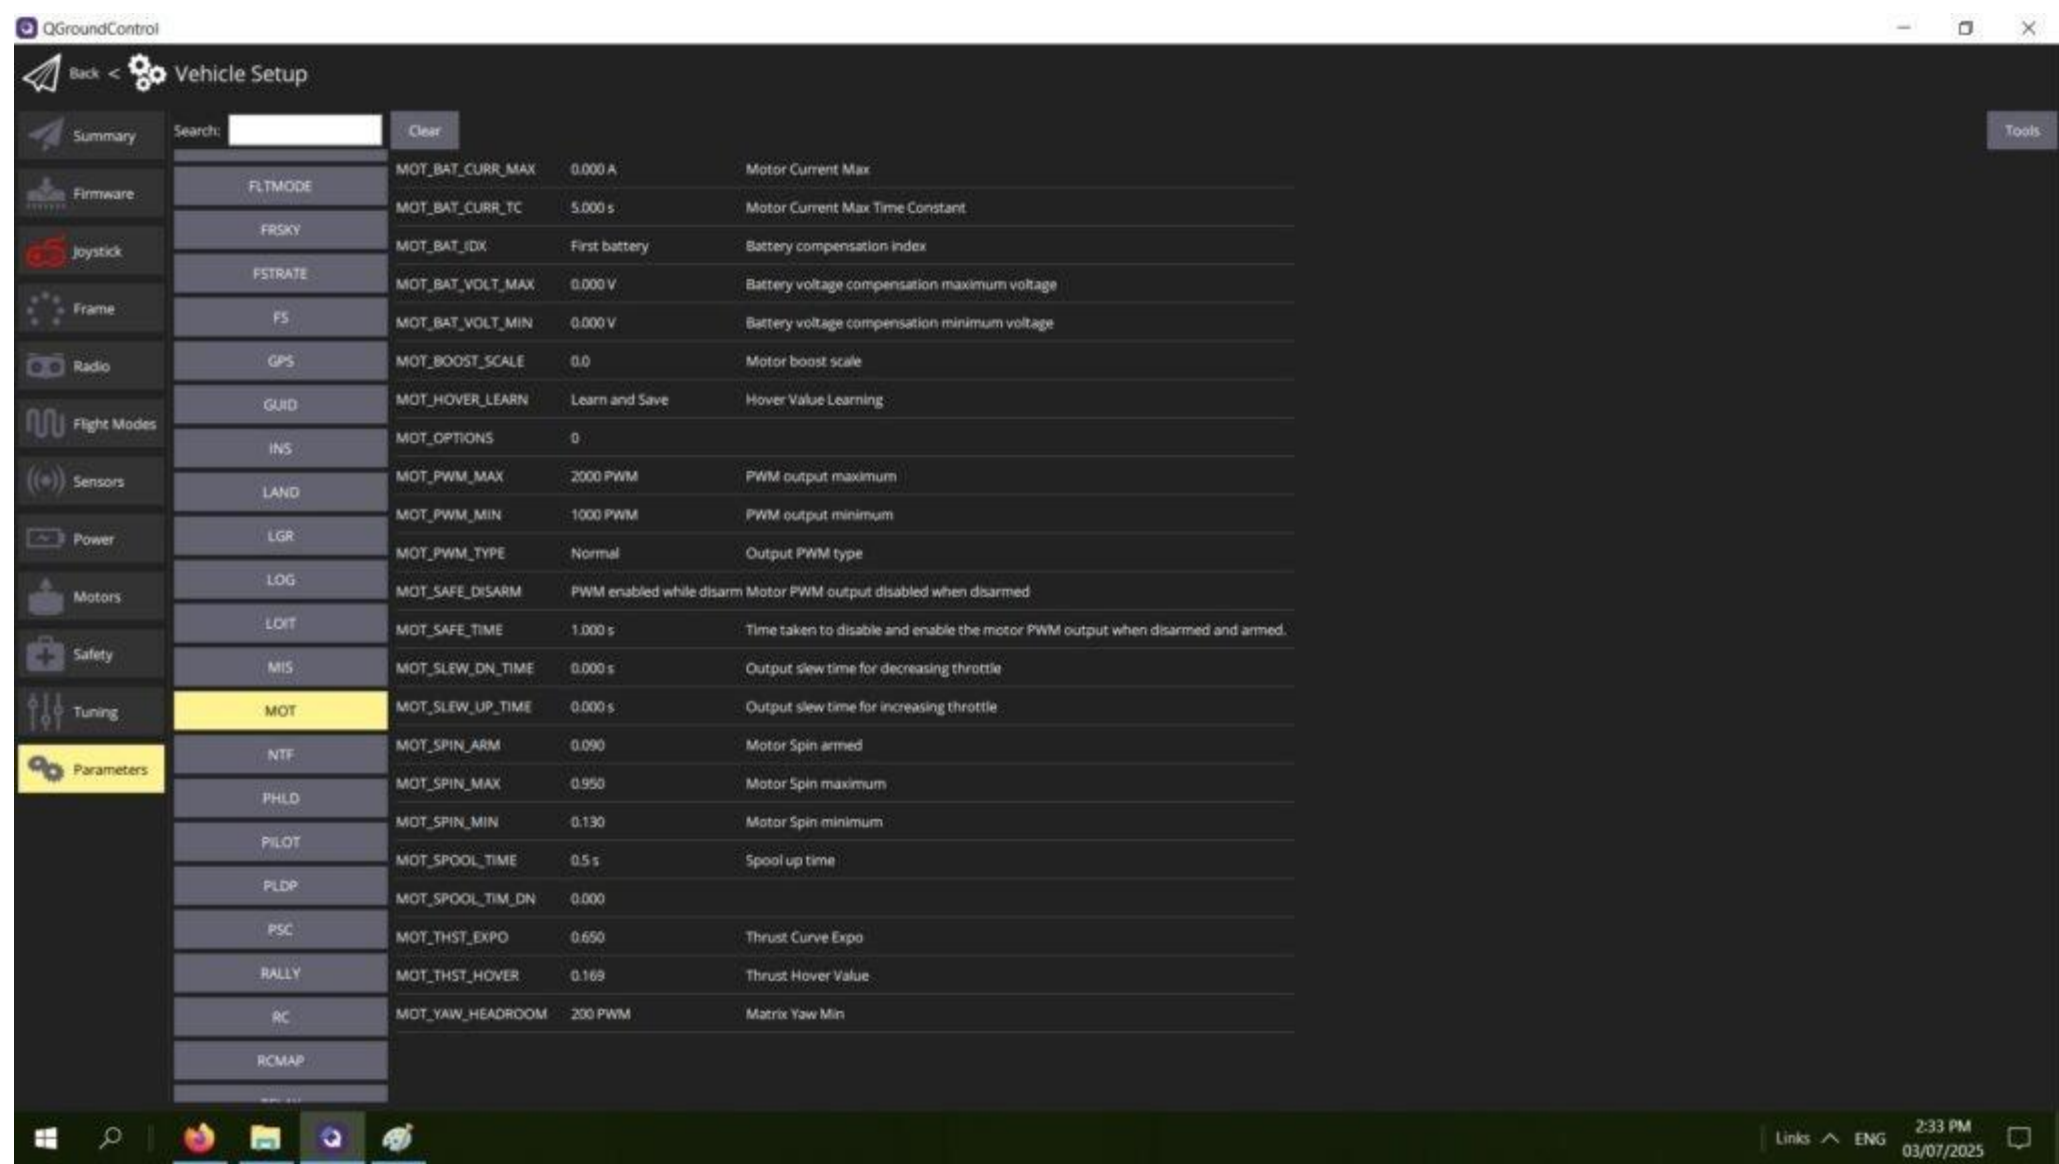 QGroundControl
Back < Vehicle Setup
Search: Clear Tools
Summary
Firmware
Joystick
Frame
Radio
Flight Modes
Sensors
Power
Motors
Safety
Tuning
Parameters
FLTMODE
FRSKY
FSTRATE
FS
GPS
GUID
INS
LAND
LGR
LOG
LOIT
MIS
MOT
NTF
PHLD
PILOT
PLDP
PSC
RALLY
RC
RCMAP
MOT_BAT_CURR_MAX 0.000 A Motor Current Max
MOT_BAT_CURR_TC 5.000 s Motor Current Max Time Constant
MOT_BAT_IDX First battery Battery compensation index
MOT_BAT_VOLT_MAX 0.000 V Battery voltage compensation maximum voltage
MOT_BAT_VOLT_MIN 0.000 V Battery voltage compensation minimum voltage
MOT_BOOST_SCALE 0.0 Motor boost scale
MOT_HOVER_LEARN Learn and Save Hover Value Learning
MOT_OPTIONS 0
MOT_PWM_MAX 2000 PWM PWM output maximum
MOT_PWM_MIN 1000 PWM PWM output minimum
MOT_PWM_TYPE Normal Output PWM type
MOT_SAFE_DISARM PWM enabled while disarm Motor PWM output disabled when disarmed
MOT_SAFE_TIME 1.000 s Time taken to disable and enable the motor PWM output when disarmed and armed.
MOT_SLEW_DN_TIME 0.000 s Output slew time for decreasing throttle
MOT_SLEW_UP_TIME 0.000 s Output slew time for increasing throttle
MOT_SPIN_ARM 0.090 Motor Spin armed
MOT_SPIN_MAX 0.950 Motor Spin maximum
MOT_SPIN_MIN 0.130 Motor Spin minimum
MOT_SPOOL_TIME 0.5 s Spool up time
MOT_SPOOL_TIM_DN 0.000
MOT_THST_EXPO 0.650 Thrust Curve Expo
MOT_THST_HOVER 0.169 Thrust Hover Value
MOT_YAW_HEADROOM 200 PWM Matrix Yaw Min
Links ENG 2:33 PM
03/07/2025